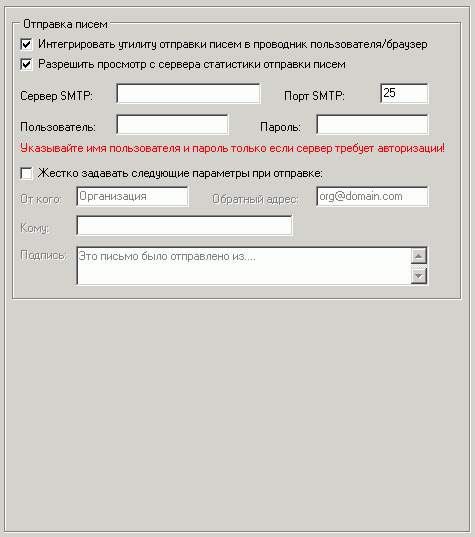 Отправка писем
Интегрировать утилиту отправки писем в проводник пользователя/браузер
Разрешить просмотр с сервера статистики отправки писем
Сервер SMTP: Порт SMTP: 25
Пользователь: Пароль:
Указывайте имя пользователя и пароль только если сервер требует авторизации!
Жестко задавать следующие параметры при отправке:
От кого: Организация Обратный адрес: org@domain.com
Кому:
Подпись: Это письмо было отправлено из....